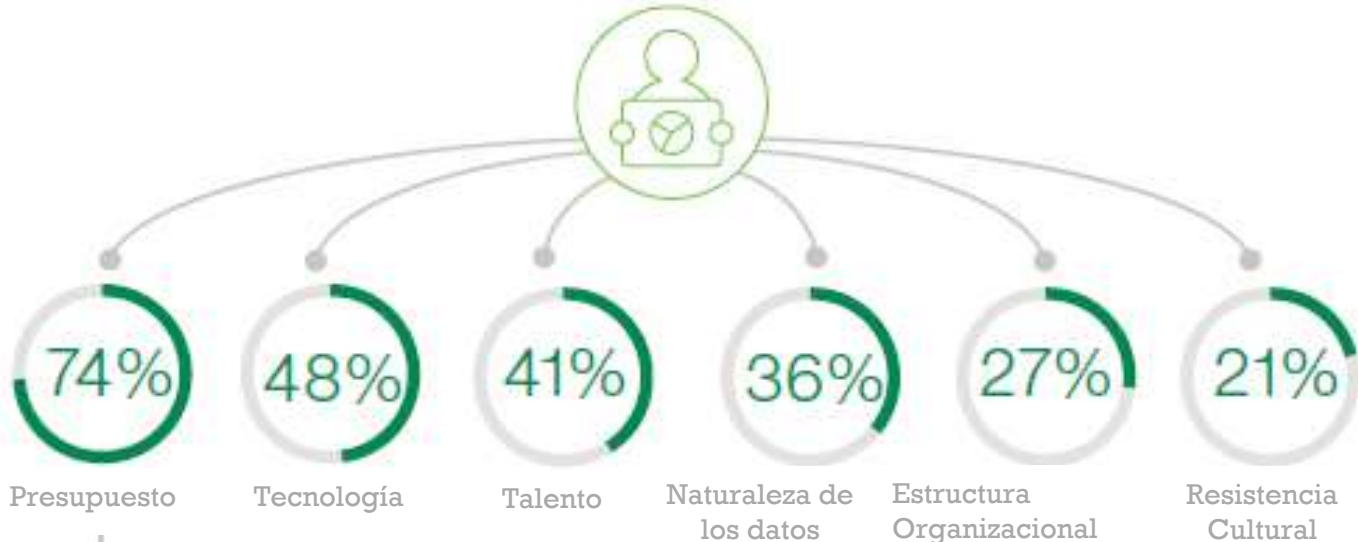 74%
48%
41%
36%
27%
21%
Presupuesto
Tecnología
Talento
Naturaleza de
los datos
Estructura
Organizacional
Resistencia
Cultural